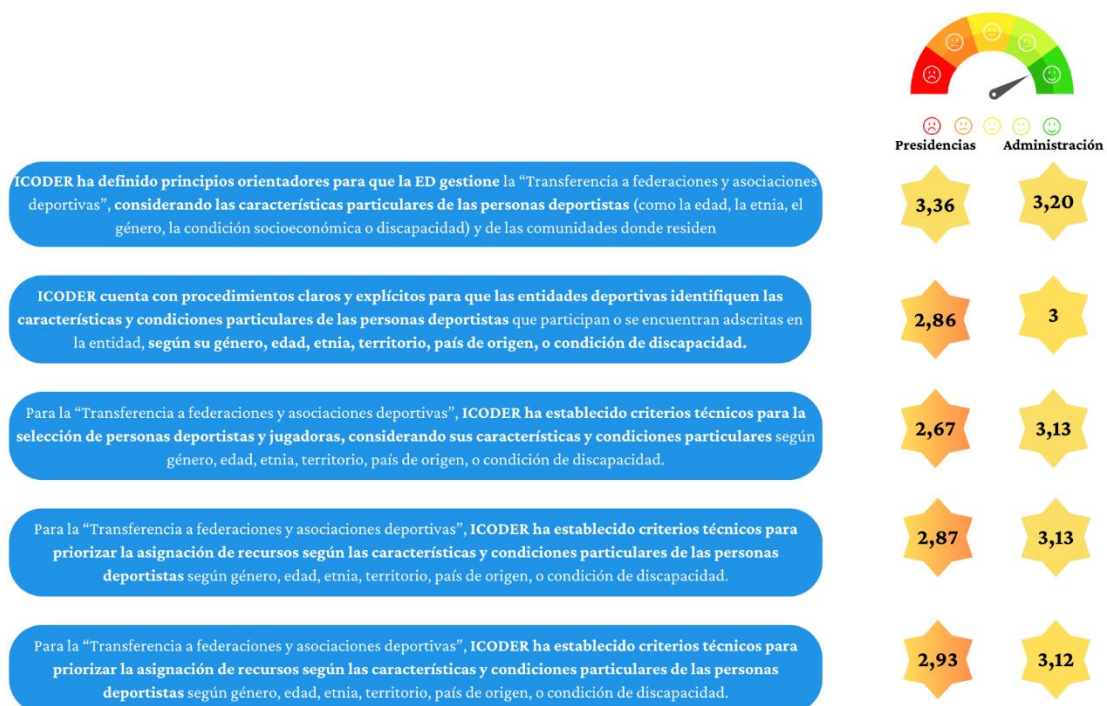 Presidencias Administración
ICODER ha definido principios orientadores para que la ED gestione la “Transferencia a federaciones y asociaciones
deportivas”, considerando las características particulares de las personas deportistas (como la edad, la etnia, el
género, la condición socioeconómica o discapacidad) y de las comunidades donde residen
3,36 3,20
ICODER cuenta con procedimientos claros y explícitos para que las entidades deportivas identifiquen las
características y condiciones particulares de las personas deportistas que participan o se encuentran adscritas en
la entidad, según su género, edad, etnia, territorio, país de origen, o condición de discapacidad.
2,86 3
Para la “Transferencia a federaciones y asociaciones deportivas”, ICODER ha establecido criterios técnicos para la
selección de personas deportistas y jugadoras, considerando sus características y condiciones particulares según
género, edad, etnia, territorio, país de origen, o condición de discapacidad.
2,67 3,13
Para la “Transferencia a federaciones y asociaciones deportivas”, ICODER ha establecido criterios técnicos para
priorizar la asignación de recursos según las características y condiciones particulares de las personas
deportistas según género, edad, etnia, territorio, país de origen, o condición de discapacidad.
2,87 3,13
Para la “Transferencia a federaciones y asociaciones deportivas”, ICODER ha establecido criterios técnicos para
priorizar la asignación de recursos según las características y condiciones particulares de las personas
deportistas según género, edad, etnia, territorio, país de origen, o condición de discapacidad.
2,93 3,12